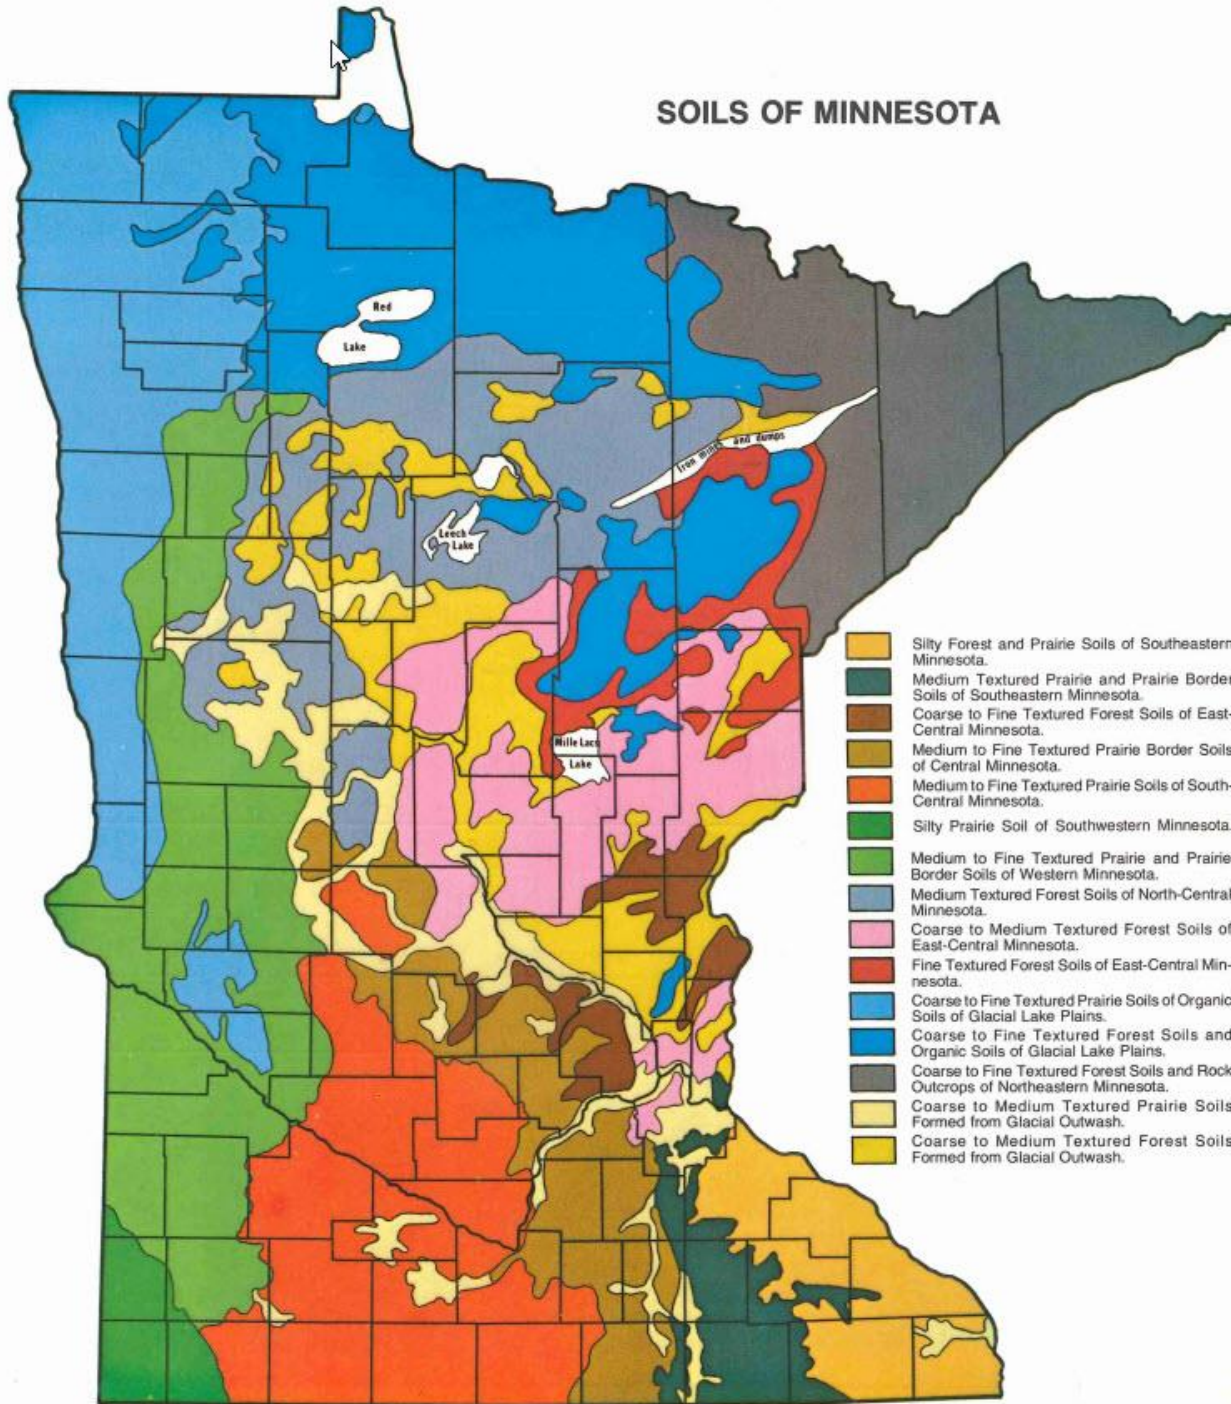 SOILS OF MINNESOTA
Red
Lake
Iron mines and dumps
Leech
Lake
Mille Lacs
Lake
Silty Forest and Prairie Soils of Southeastern
Minnesota.
Medium Textured Prairie and Prairie Border
Soils of Southeastern Minnesota.
Coarse to Fine Textured Forest Soils of East-
Central Minnesota.
Medium to Fine Textured Prairie Border Soils
of Central Minnesota.
Medium to Fine Textured Prairie Soils of South-
Central Minnesota.
Silty Prairie Soil of Southwestern Minnesota.
Medium to Fine Textured Prairie and Prairie
Border Soils of Western Minnesota.
Medium Textured Forest Soils of North-Central
Minnesota.
Coarse to Medium Textured Forest Soils of
East-Central Minnesota.
Fine Textured Forest Soils of East-Central Min-
nesota.
Coarse to Fine Textured Prairie Soils of Organic
Soils of Glacial Lake Plains.
Coarse to Fine Textured Forest Soils and
Organic Soils of Glacial Lake Plains.
Coarse to Fine Textured Forest Soils and Rock
Outcrops of Northeastern Minnesota.
Coarse to Medium Textured Prairie Soils
Formed from Glacial Outwash.
Coarse to Medium Textured Forest Soils
Formed from Glacial Outwash.